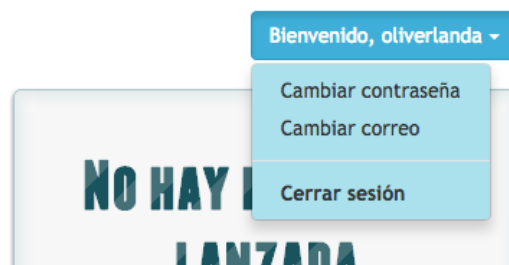 Bienvenido, oliverlanda
Cambiar contraseña
Cambiar correo
NO HAY
Cerrar sesión
LANZADA